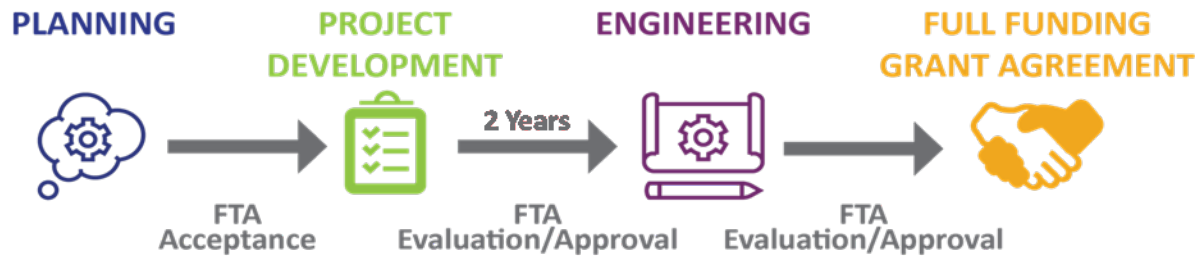 PLANNING
PROJECT
DEVELOPMENT
ENGINEERING
FULL FUNDING
GRANT AGREEMENT
2 Years
FTA
Acceptance
FTA
Evaluation/Approval
FTA
Evaluation/Approval